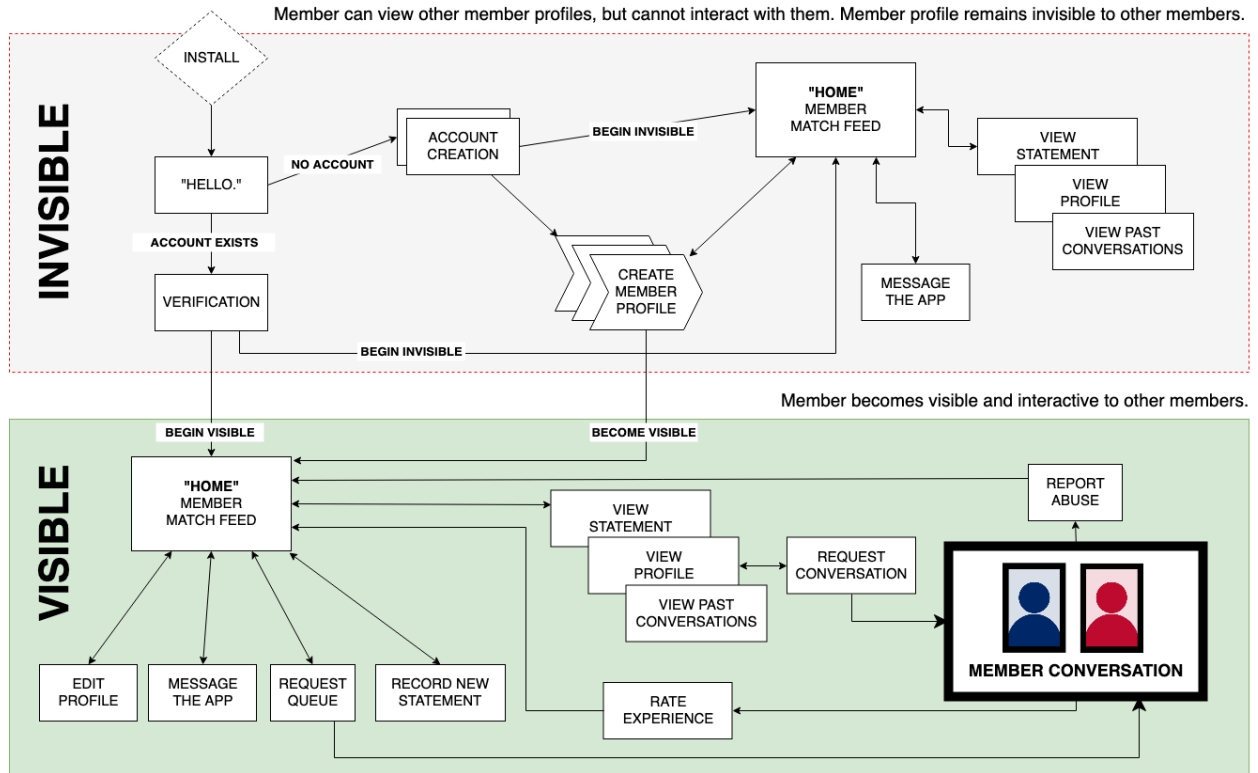 Member can view other member profiles, but cannot interact with them. Member profile remains invisible to other members.
INVISIBLE
INSTALL
"HELLO."
NO ACCOUNT
ACCOUNT
CREATION
BEGIN INVISIBLE
"HOME"
MEMBER
MATCH FEED
VIEW
STATEMENT
VIEW
PROFILE
VIEW PAST
CONVERSATIONS
ACCOUNT EXISTS
VERIFICATION
CREATE
MEMBER
PROFILE
MESSAGE
THE APP
BEGIN INVISIBLE
Member becomes visible and interactive to other members.
VISIBLE
BEGIN VISIBLE
BECOME VISIBLE
"HOME"
MEMBER
MATCH FEED
VIEW
STATEMENT
VIEW
PROFILE
VIEW PAST
CONVERSATIONS
REQUEST
CONVERSATION
REPORT
ABUSE
MEMBER CONVERSATION
EDIT
PROFILE
MESSAGE
THE APP
REQUEST
QUEUE
RECORD NEW
STATEMENT
RATE
EXPERIENCE